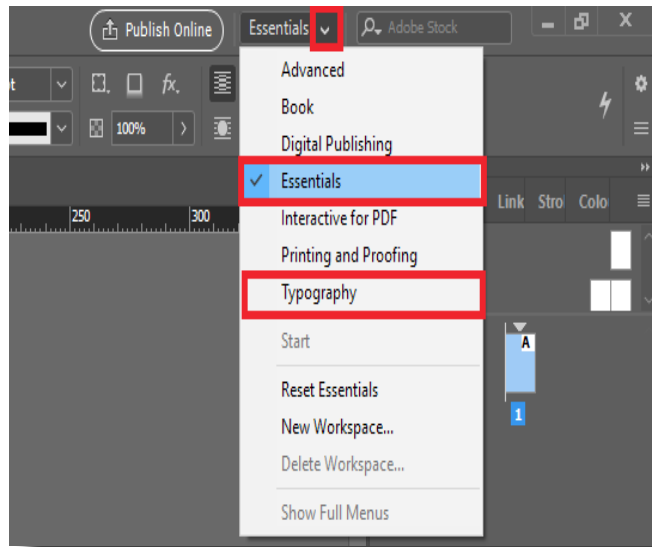 Publish Online Essentials Adobe Stock
t fx.
100%
Advanced
Book
Digital Publishing
Essentials
Interactive for PDF
Printing and Proofing
Typography
Start
Reset Essentials
New Workspace...
Delete Workspace...
Show Full Menus
250 300
Link Stro Colo
A
1